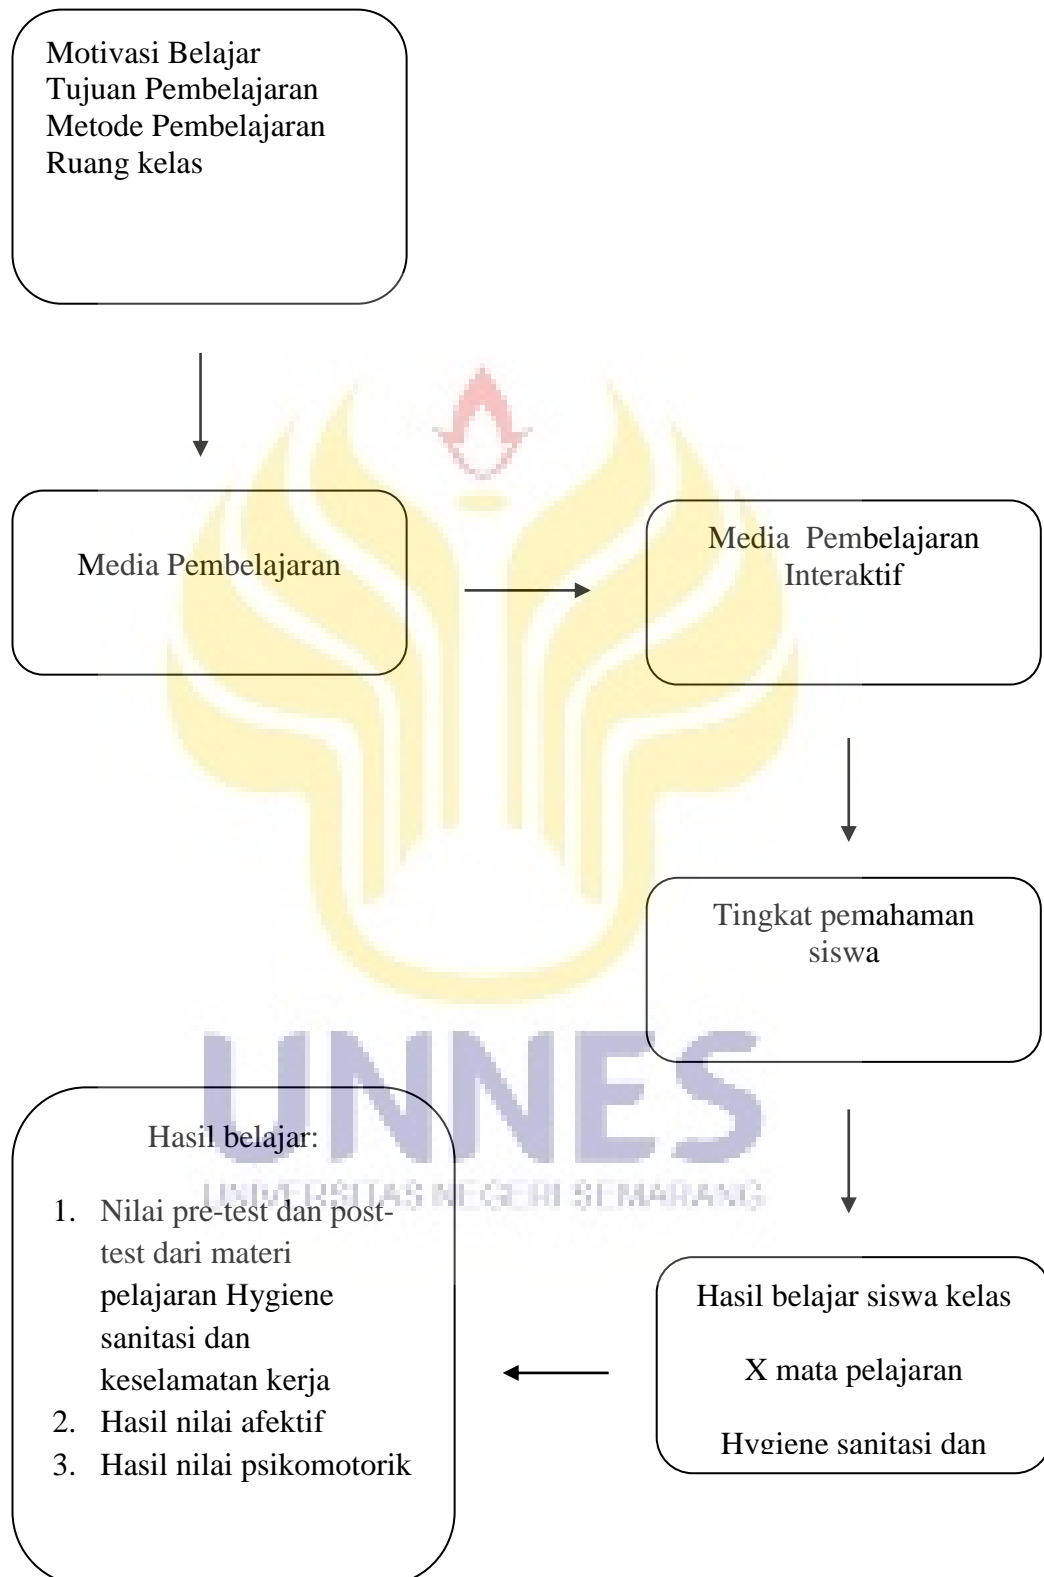 Motivasi Belajar
Tujuan Pembelajaran
Metode Pembelajaran
Ruang kelas
Media Pembelajaran
Media Pembelajaran
Interaktif
Tingkat pemahaman
siswa
UNNES
UNIVERSITAS NEGERI SEMARANG
Hasil belajar siswa kelas
X mata pelajaran
Hygiene sanitasi dan
Hasil belajar:
1. Nilai pre-test dan post-
test dari materi
pelajaran Hygiene
sanitasi dan
keselamatan kerja
2. Hasil nilai afektif
3. Hasil nilai psikomotorik